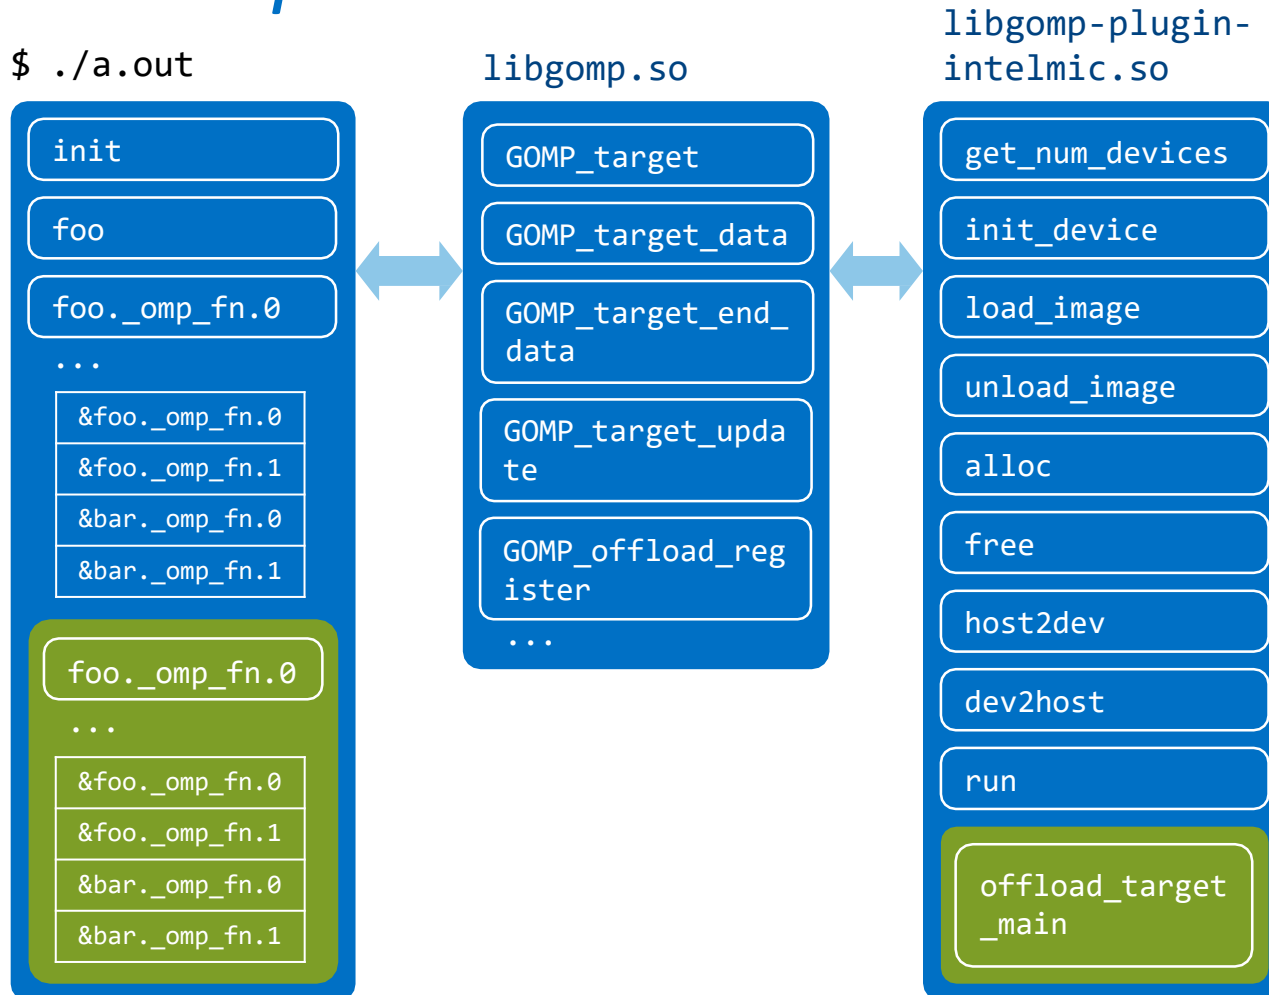 $ ./a.out
init
foo
foo._omp_fn.0
...
&foo._omp_fn.0
&foo._omp_fn.1
&bar._omp_fn.0
&bar._omp_fn.1
foo._omp_fn.0
...
&foo._omp_fn.0
&foo._omp_fn.1
&bar._omp_fn.0
&bar._omp_fn.1
libgomp.so
GOMP_target
GOMP_target_data
GOMP_target_end_
data
GOMP_target_upda
te
GOMP_offload_reg
ister
...
libgomp-plugin-
intelmic.so
get_num_devices
init_device
load_image
unload_image
alloc
free
host2dev
dev2host
run
offload_target
_main